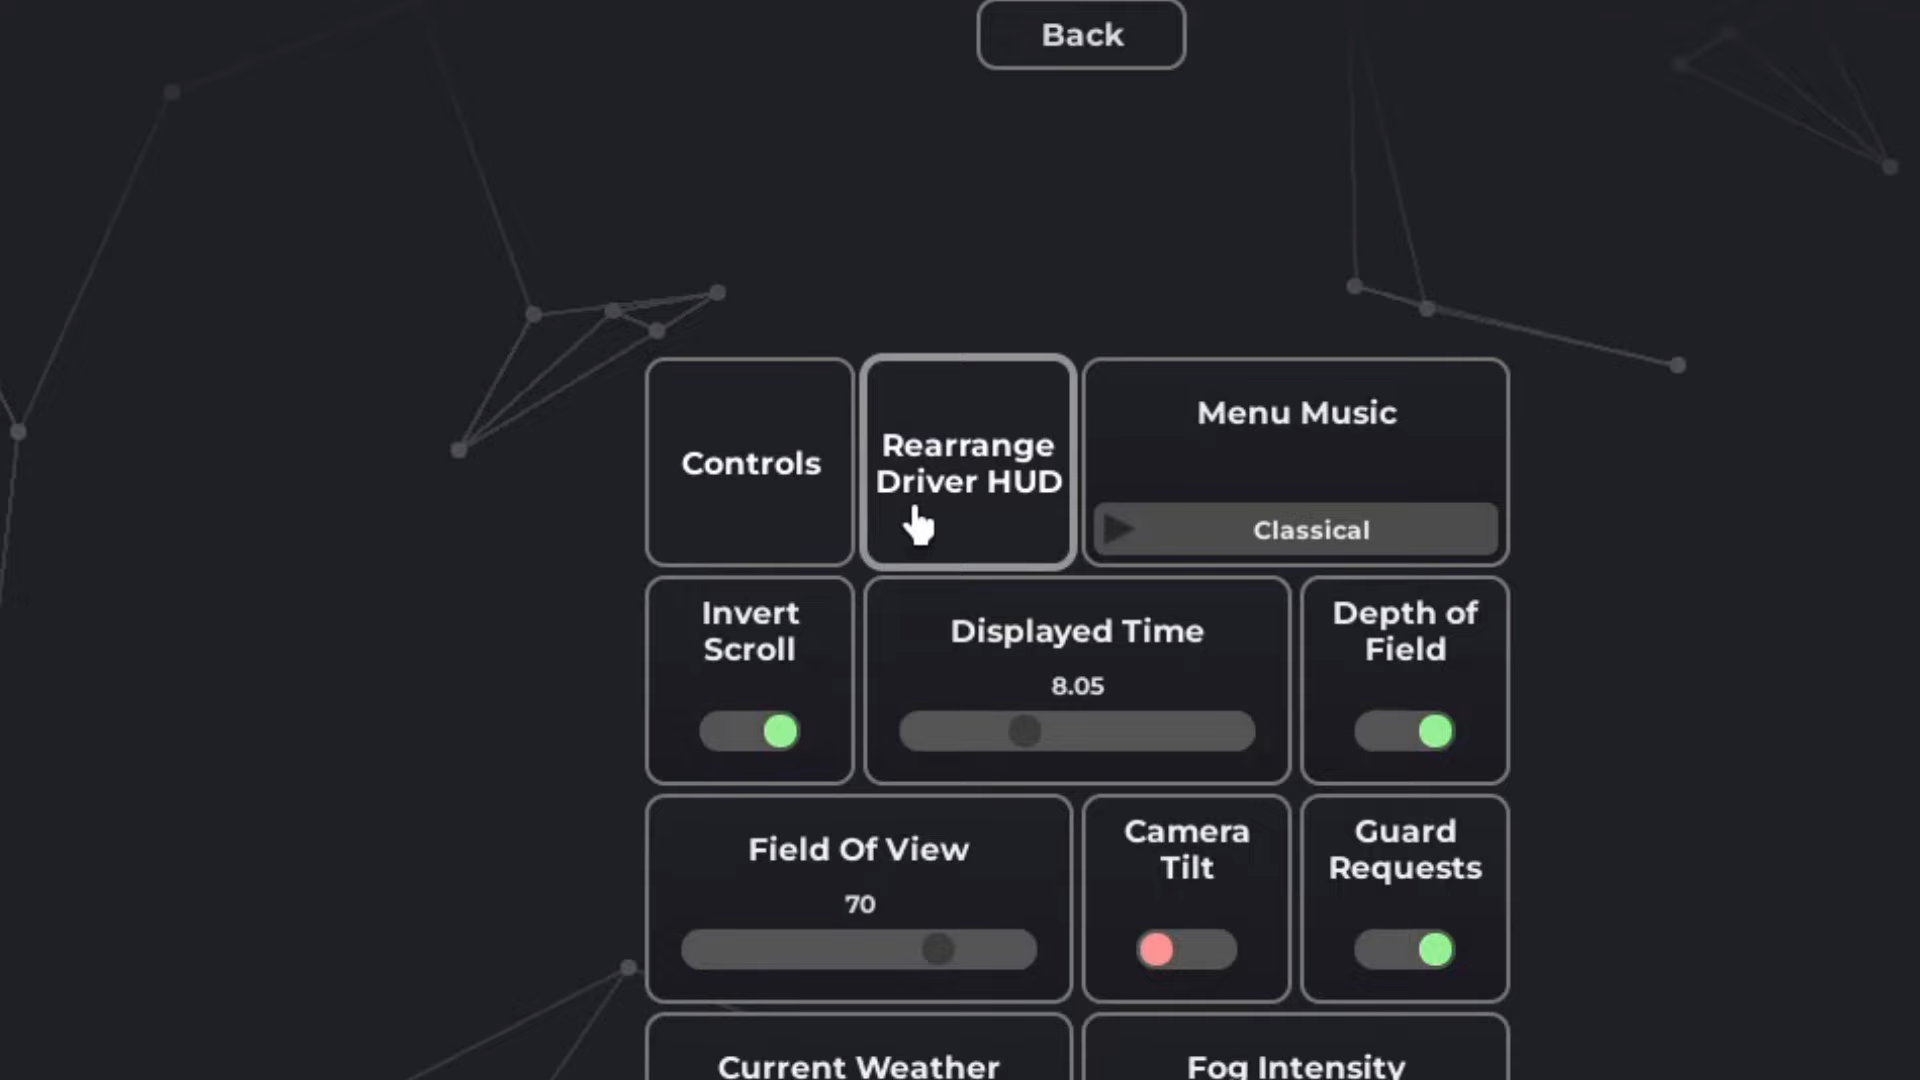 Back
Controls
Rearrange
Driver HUD
Menu Music
Classical
Invert
Scroll
Displayed Time
8.05
Depth of
Field
Field Of View
70
Camera
Tilt
Guard
Requests
Current Weather
Fog Intensity